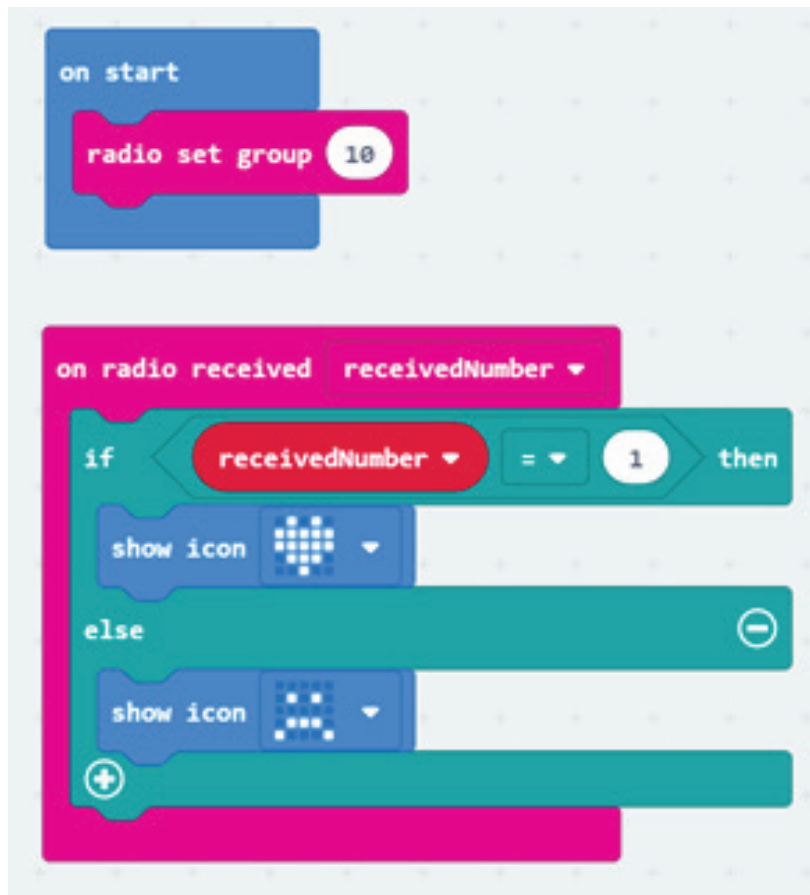 on start
radio set group 10
on radio received receivedNumber
if receivedNumber = 1 then
show icon
else
show icon